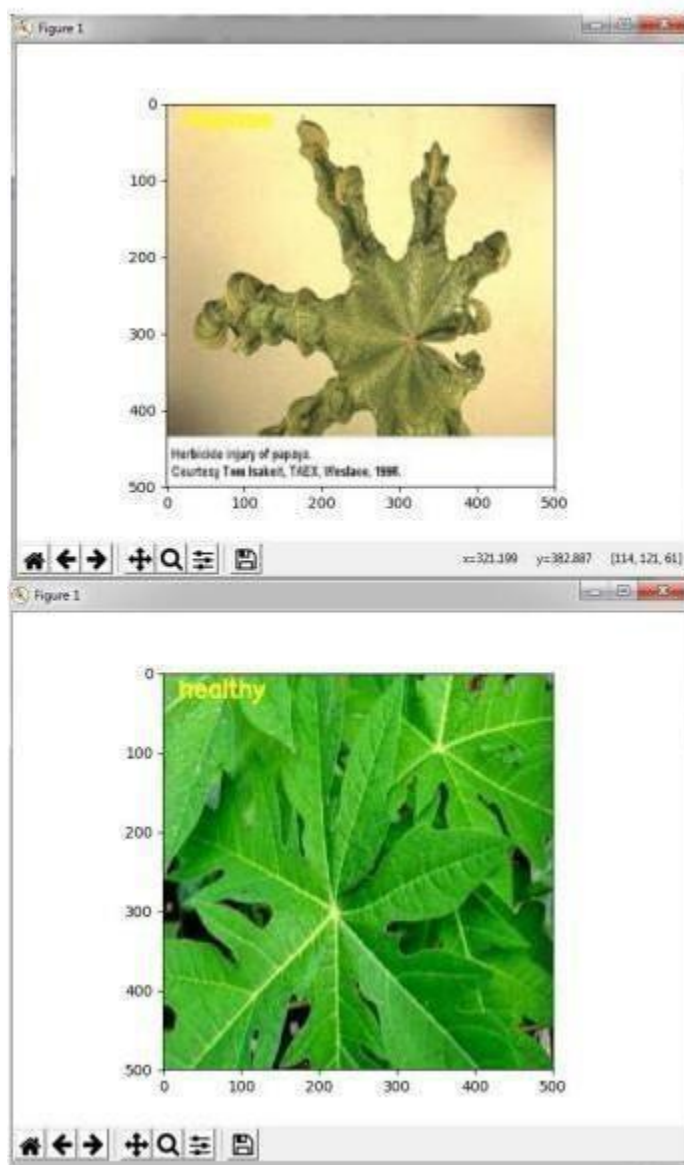 Figure 1
0
100
200
300
400
500
0 100 200 300 400 500
Herbicide injury of papaya.
Courtesy Tom Isakeit, TAEX, Weslaco, 1996.
x=321.199 y=382.887 [114, 121, 61]
Figure 1
healthy
0
100
200
300
400
500
0 100 200 300 400 500